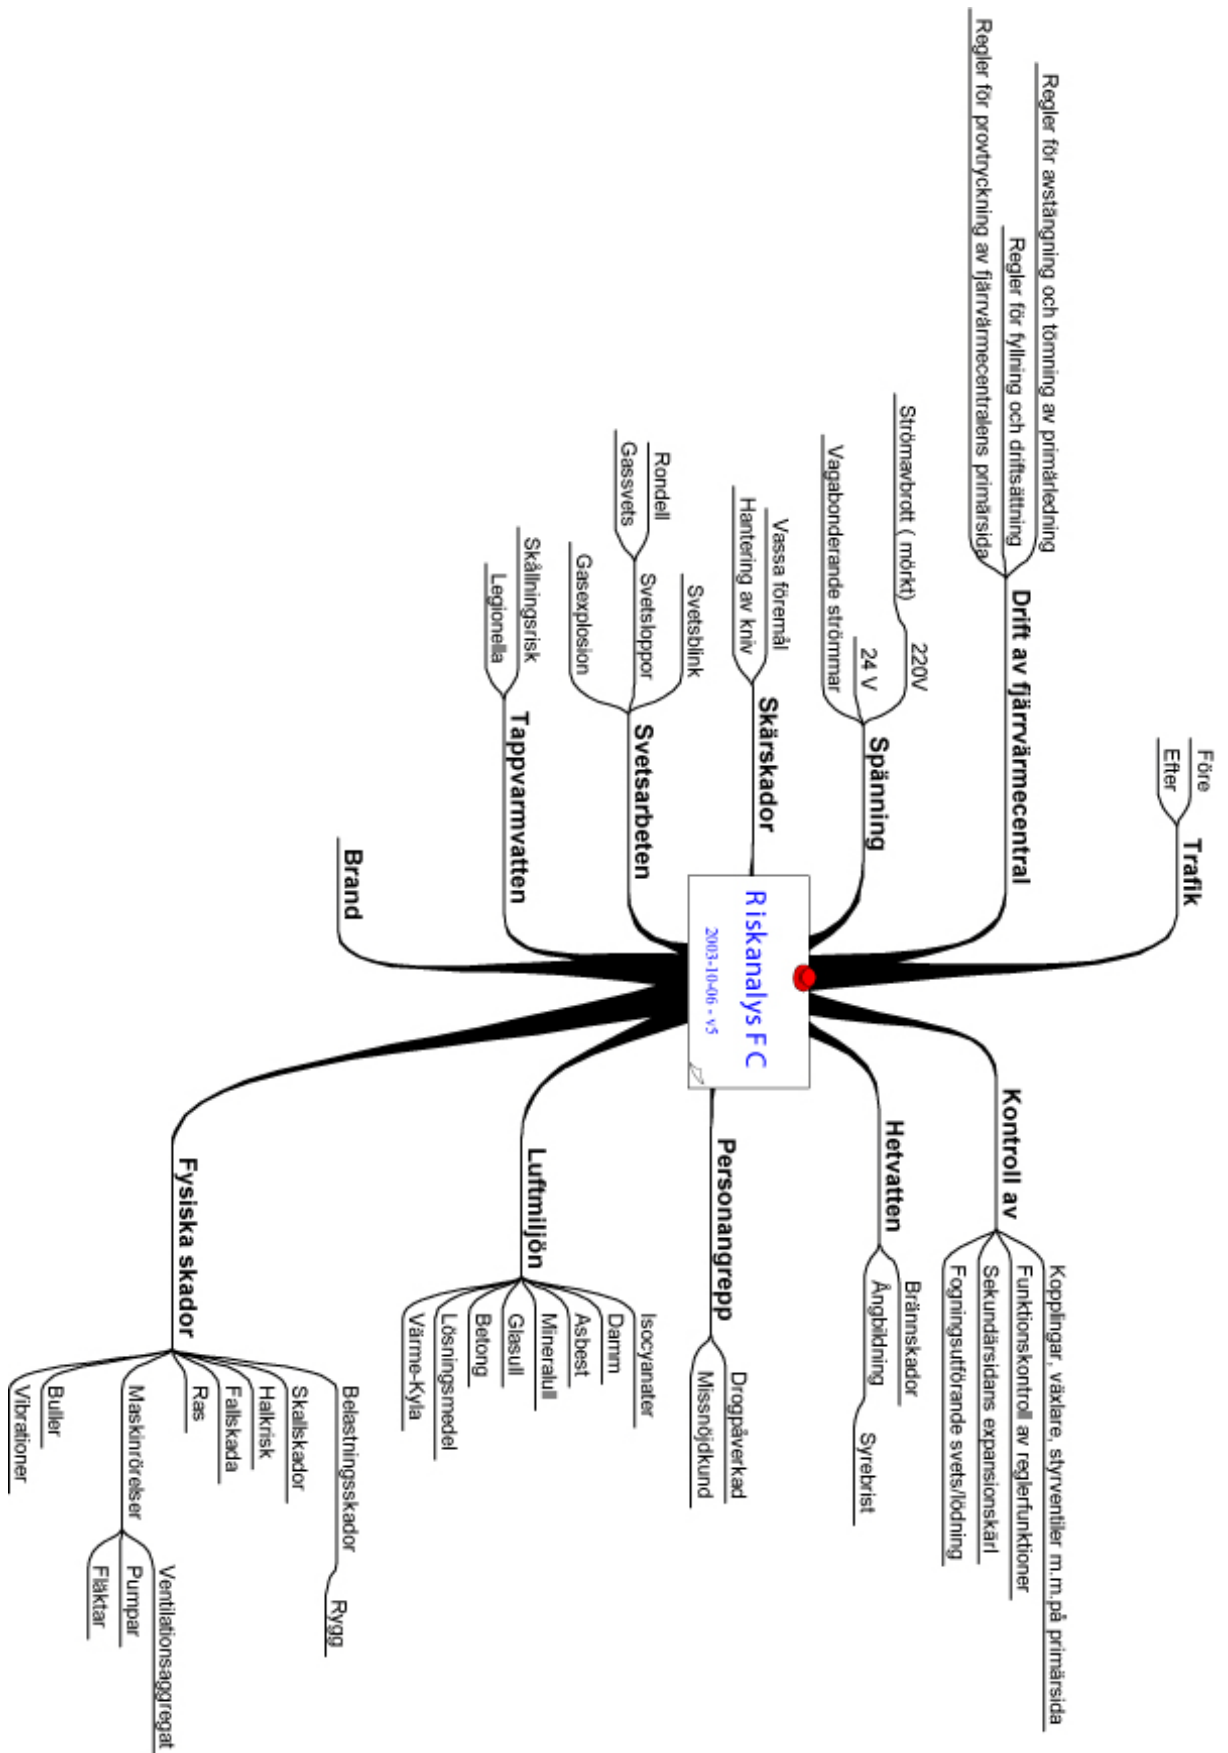 Riskanalys FC
2003-10-06 - v5
Trafik
Före
Efter
Drift av fjärrvärmecentral
Regler för avstängning och tömning av primärledning
Regler för fyllning och driftsättning
Regler för provtryckning av fjärrvärmecentralens primärsida
Spänning
220V
Strömavbrott ( mörkt)
24 V
Vagabonderande strömmar
Skärskador
Vassa föremål
Hantering av kniv
Svetsarbeten
Svetsblink
Svetsloppor
Rondell
Gassvets
Gasexplosion
Tappvarmvatten
Skållningsrisk
Legionella
Brand
Kontroll av
Kopplingar, växlare, styrventiler m.m.på primärsida
Funktionskontroll av reglerfunktioner
Sekundärsidans expansionskärl
Fogningsutförande svets/lödning
Hetvatten
Brännskador
Ångbildning
Syrebrist
Personangrepp
Drogpåverkad
Missnöjdkund
Luftmiljön
Isocyanater
Damm
Asbest
Mineralull
Glasull
Betong
Lösningsmedel
Värme-Kyla
Fysiska skador
Belastningsskador
Rygg
Skallskador
Halkrisk
Fallskada
Ras
Maskinrörelser
Ventilationsaggregat
Pumpar
Fläktar
Buller
Vibrationer